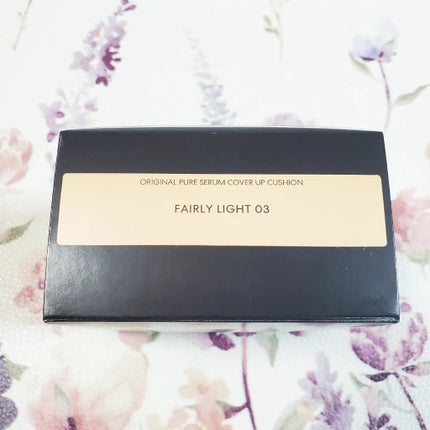 ORIGINAL PURE SERUM COVER UP CUSHION
FAIRLY LIGHT 03